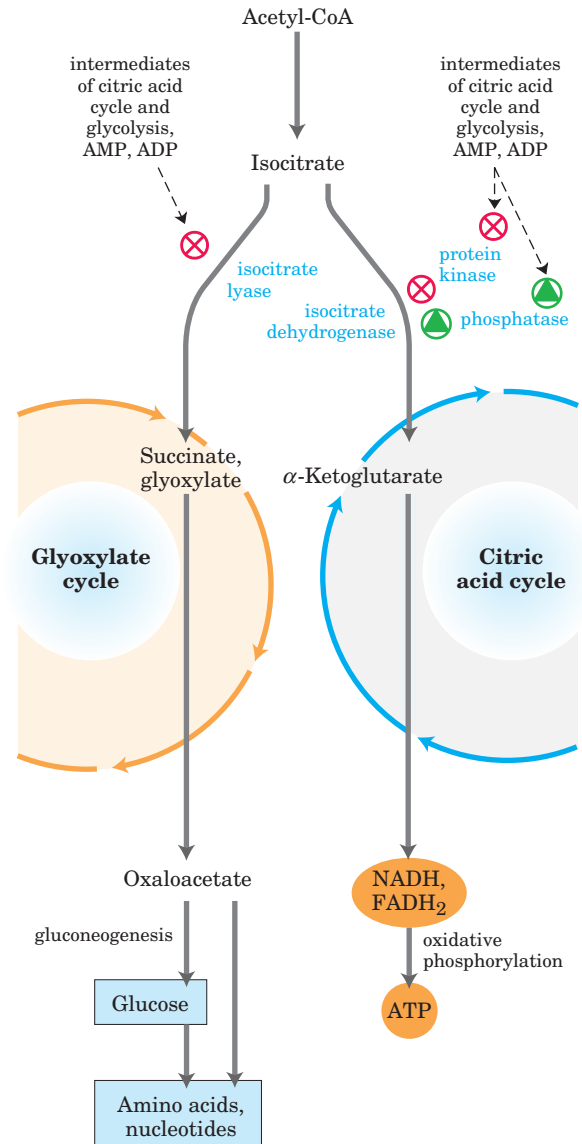 Acetyl-CoA
intermediates
of citric acid
cycle and
glycolysis,
AMP, ADP
intermediates
of citric acid
cycle and
glycolysis,
AMP, ADP
Isocitrate
isocitrate
lyase
protein
kinase
isocitrate
dehydrogenase
phosphatase
Succinate,
glyoxylate
α-Ketoglutarate
Glyoxylate
cycle
Citric
acid cycle
Oxaloacetate
NADH,
FADH₂
gluconeogenesis
oxidative
phosphorylation
Glucose
ATP
Amino acids,
nucleotides